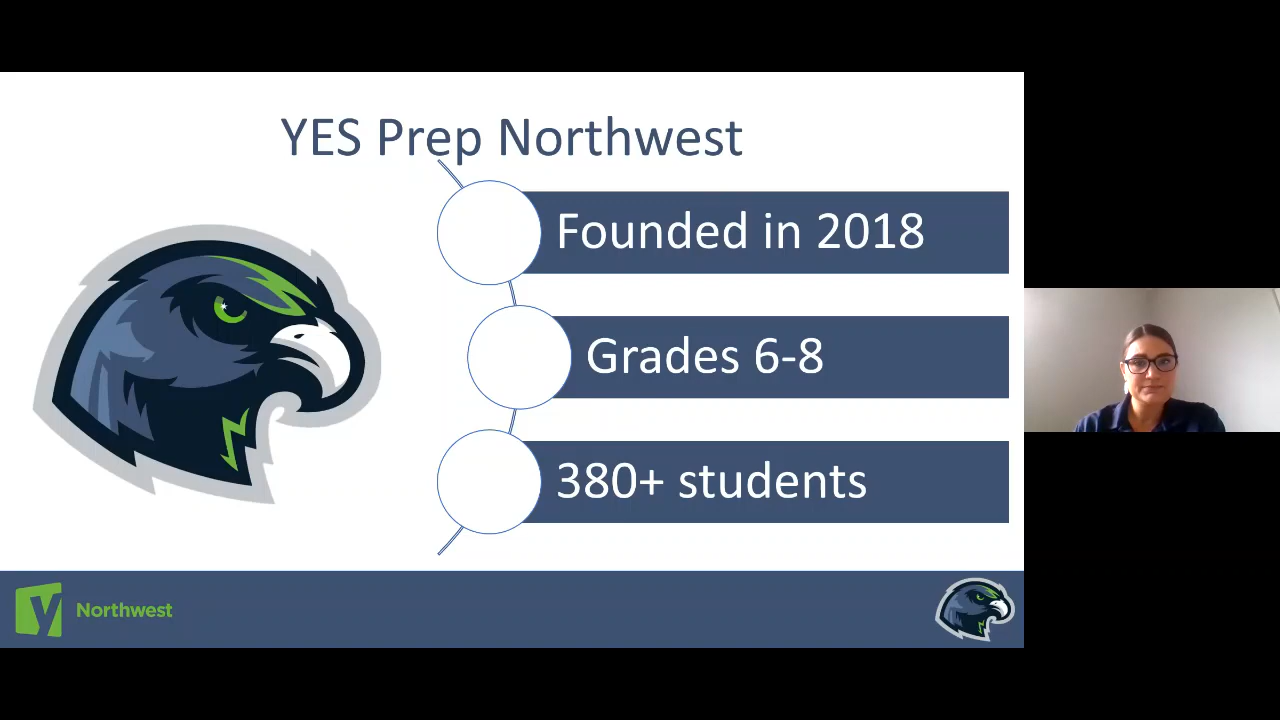 YES Prep Northwest
Founded in 2018
Grades 6-8
380+ students
Y Northwest